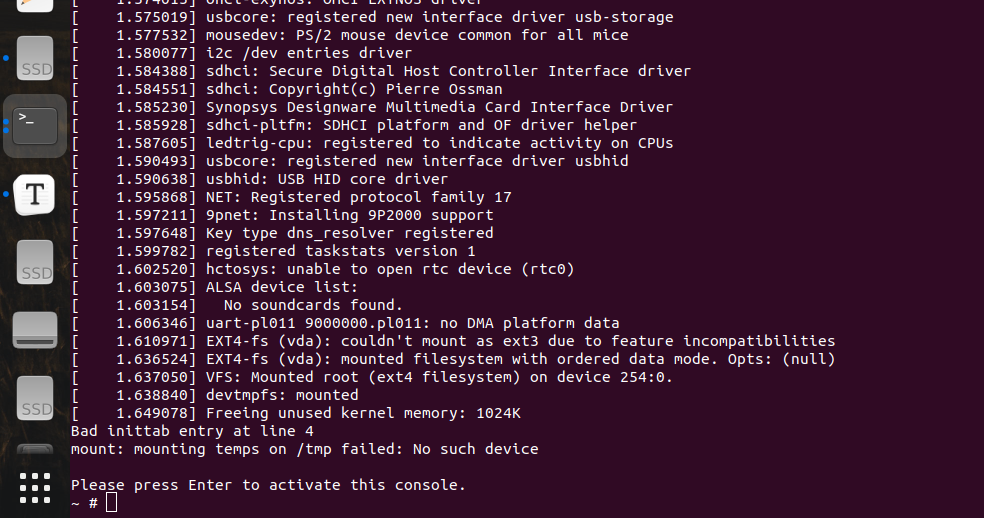 [    1.574015] ohci-exynos: OHCI EXYNOS driver
[    1.575019] usbcore: registered new interface driver usb-storage
[    1.577532] mousedev: PS/2 mouse device common for all mice
[    1.580077] i2c /dev entries driver
[    1.584388] sdhci: Secure Digital Host Controller Interface driver
[    1.584551] sdhci: Copyright(c) Pierre Ossman
[    1.585230] Synopsys Designware Multimedia Card Interface Driver
[    1.585928] sdhci-pltfm: SDHCI platform and OF driver helper
[    1.587605] ledtrig-cpu: registered to indicate activity on CPUs
[    1.590493] usbcore: registered new interface driver usbhid
[    1.590638] usbhid: USB HID core driver
[    1.595868] NET: Registered protocol family 17
[    1.597211] 9pnet: Installing 9P2000 support
[    1.597648] Key type dns_resolver registered
[    1.599782] registered taskstats version 1
[    1.602520] hctosys: unable to open rtc device (rtc0)
[    1.603075] ALSA device list:
[    1.603154]   No soundcards found.
[    1.606346] uart-pl011 9000000.pl011: no DMA platform data
[    1.610971] EXT4-fs (vda): couldn't mount as ext3 due to feature incompatibilities
[    1.636524] EXT4-fs (vda): mounted filesystem with ordered data mode. Opts: (null)
[    1.637050] VFS: Mounted root (ext4 filesystem) on device 254:0.
[    1.638840] devtmpfs: mounted
[    1.649078] Freeing unused kernel memory: 1024K
Bad inittab entry at line 4
mount: mounting temps on /tmp failed: No such device
Please press Enter to activate this console.
~ #
SSD
>_
T
SSD
SSD